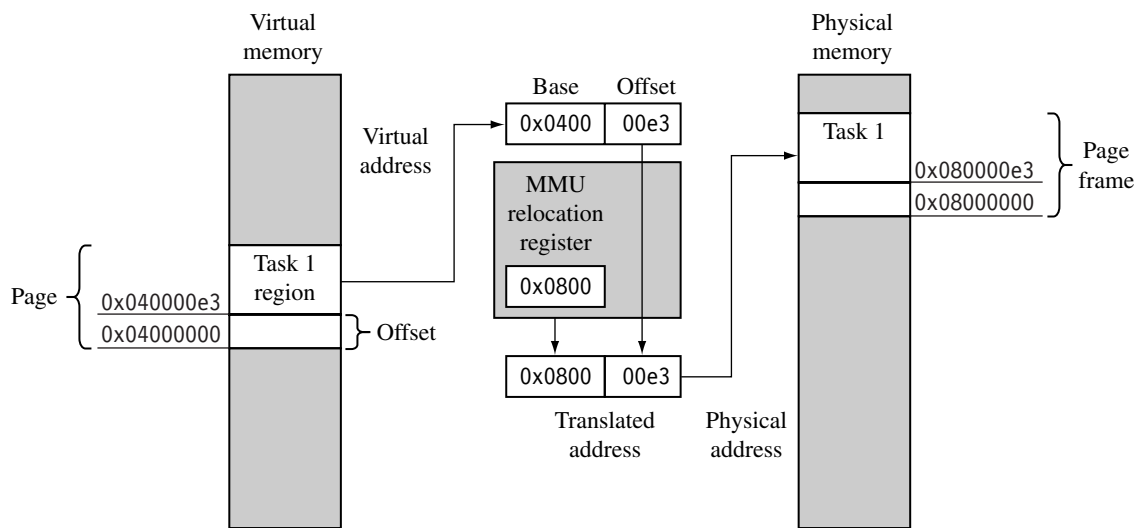 Virtual
memory
Physical
memory
Base
Offset
0x0400
00e3
Virtual
address
Task 1
0x080000e3
0x08000000
Page
frame
MMU
relocation
register
0x0800
Task 1
region
Page
0x040000e3
0x04000000
Offset
0x0800
00e3
Translated
address
Physical
address